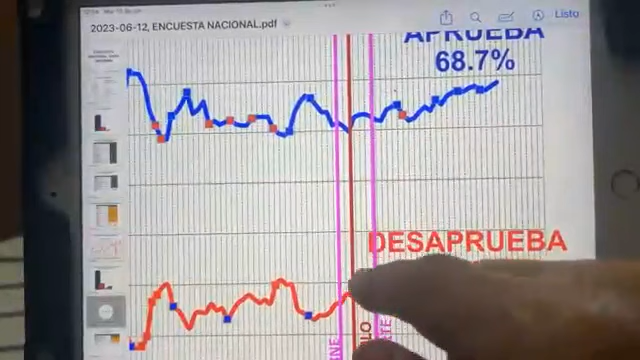 2023-06-12, ENCUESTA NACIONAL.pdf
Listo
APRUEBA
68.7%
DESAPRUEBA